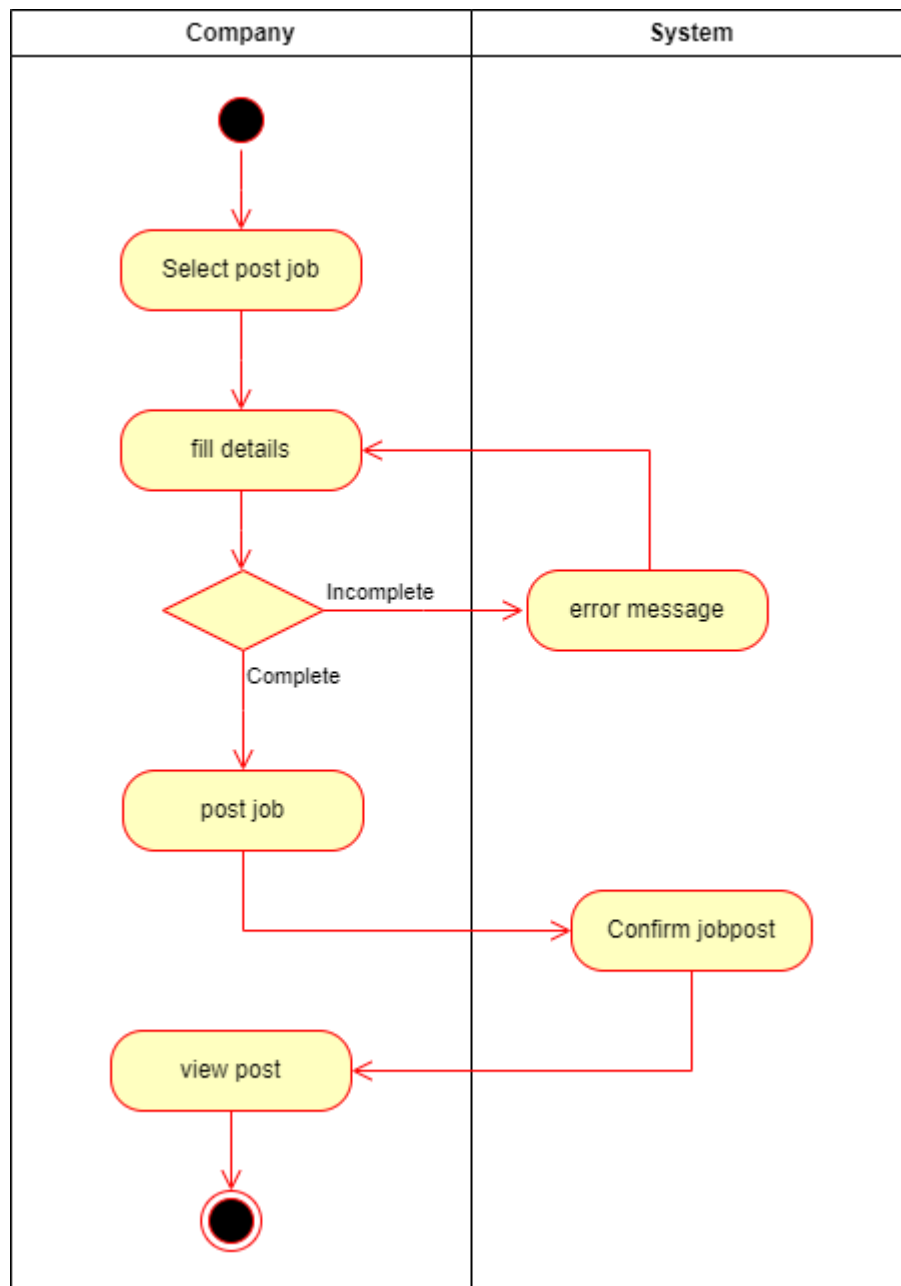 Company
System
Select post job
fill details
Incomplete
error message
Complete
post job
Confirm jobpost
view post